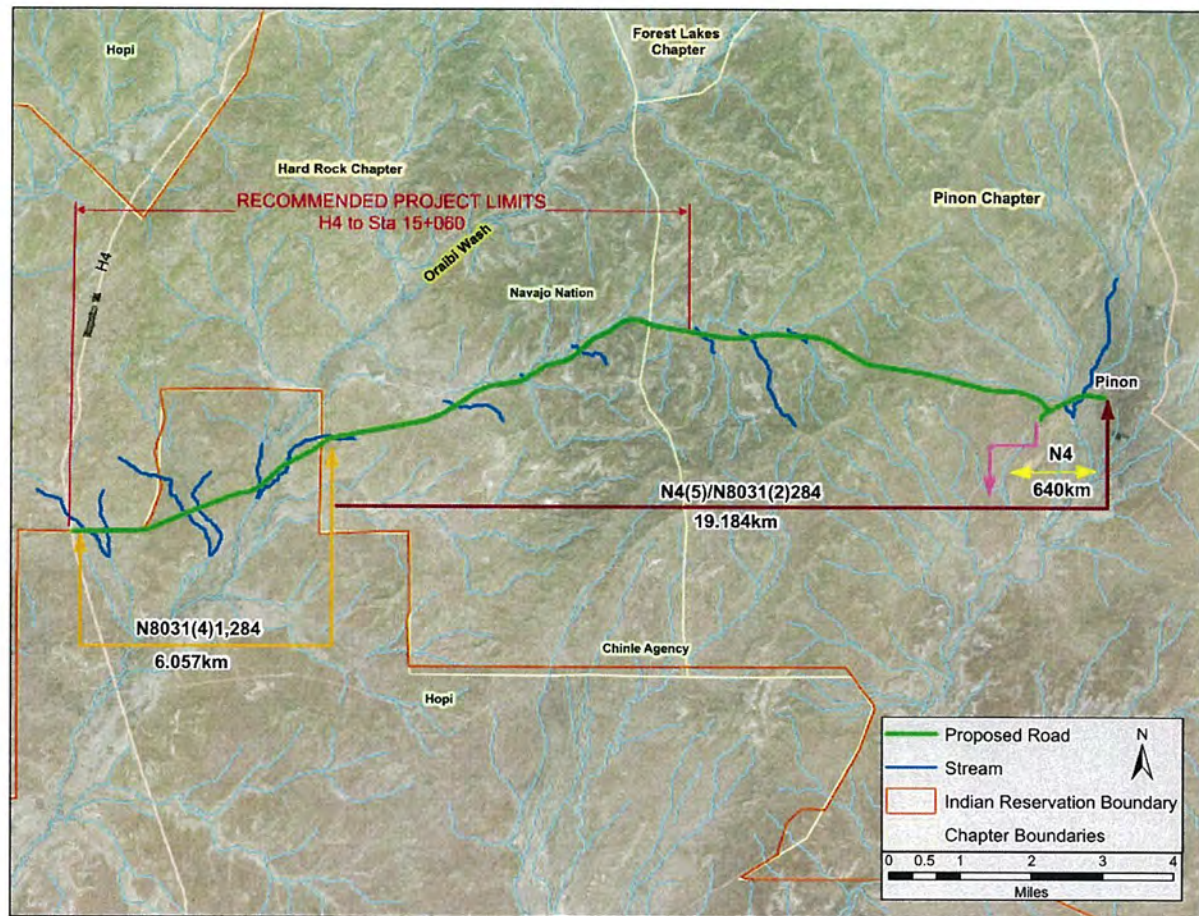 Hopi
Forest Lakes
Chapter
Hard Rock Chapter
Pinon Chapter
RECOMMENDED PROJECT LIMITS
H4 to Sta 15+060
H4
Oraibi Wash
Navajo Nation
Pinon
N4
640km
N4(5)/N8031(2)284
19.184km
N8031(4)1,284
6.057km
Chinle Agency
Hopi
Proposed Road
N
Stream
Indian Reservation Boundary
Chapter Boundaries
0 0.5 1 2 3 4
Miles